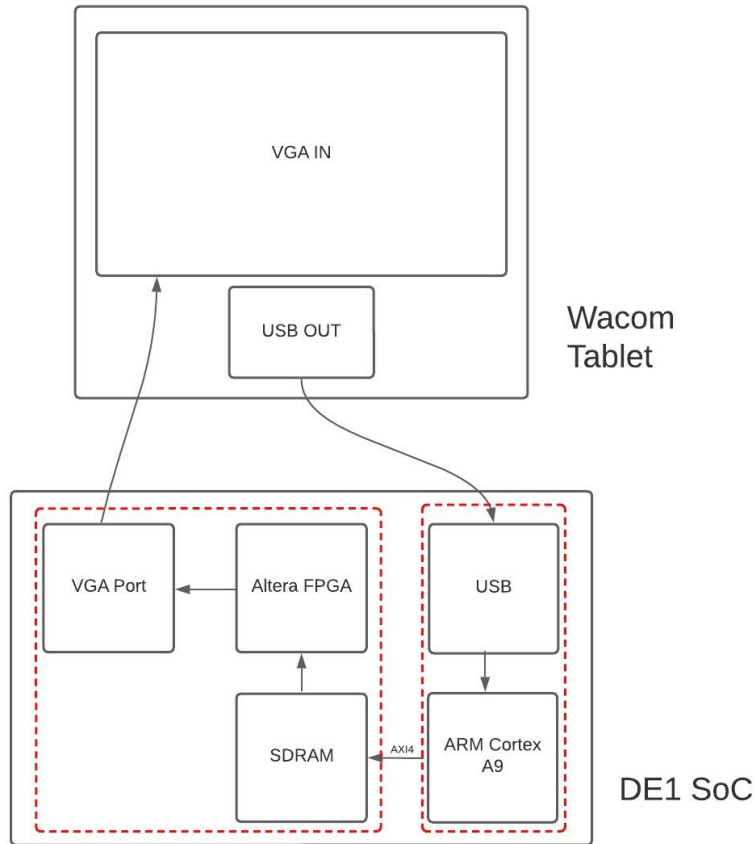 VGA IN
USB OUT
Wacom
Tablet
VGA Port
Altera FPGA
USB
SDRAM
AXI4
ARM Cortex
A9
DE1 SoC